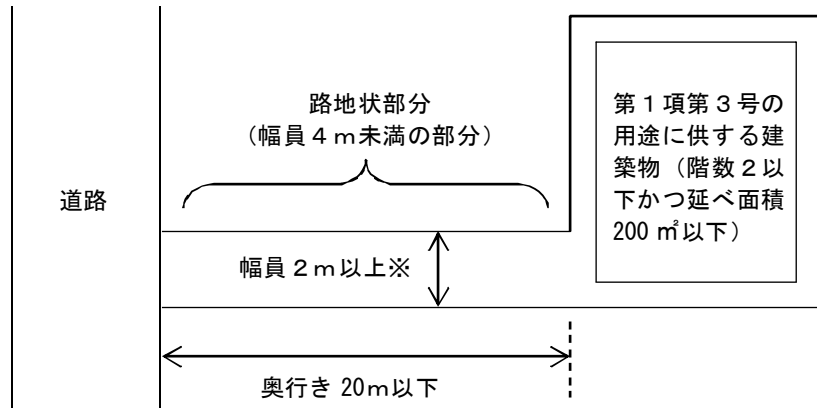 路地状部分
（幅員４ｍ未満の部分）
第１項第３号の
用途に供する建
築物（階数２以
下かつ延べ面積
200 ㎡以下）
道路
幅員２ｍ以上※
奥行き 20ｍ以下